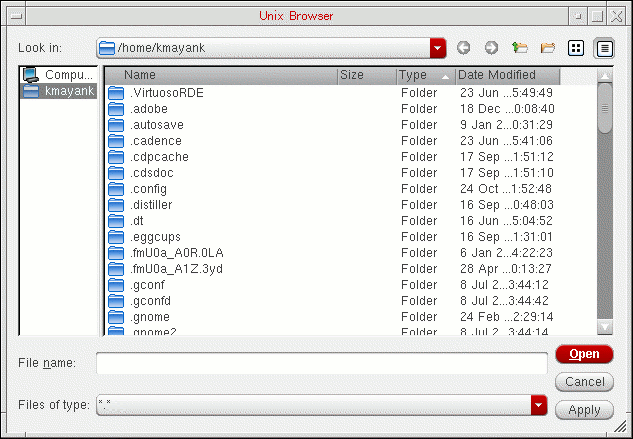 Unix Browser
Look in: /home/kmayank
Compu...
kmayank
Name Size Type Date Modified
.VirtuosoRDE Folder 23 Jun ...5:49:49
.adobe Folder 18 Dec ...0:08:40
.autosave Folder 9 Jan 2...0:31:29
.cadence Folder 23 Jun ...5:41:06
.cdpcache Folder 17 Sep ...1:51:12
.cdsdoc Folder 17 Sep ...1:51:10
.config Folder 24 Oct ...1:52:48
.distiller Folder 16 Sep ...0:48:03
.dt Folder 16 Jun ...5:04:52
.eggcups Folder 16 Sep ...1:31:01
.fmU0a_A0R.0LA Folder 6 Jan 2...4:22:23
.fmU0a_A1Z.3yd Folder 28 Apr ...0:13:27
.gconf Folder 8 Jul 2...3:44:12
.gconfd Folder 8 Jul 2...3:44:42
.gnome Folder 24 Feb ...2:29:14
.gnome2 Folder 8 Jul 2...3:44:14
File name:
Open
Cancel
Files of type: *.*
Apply